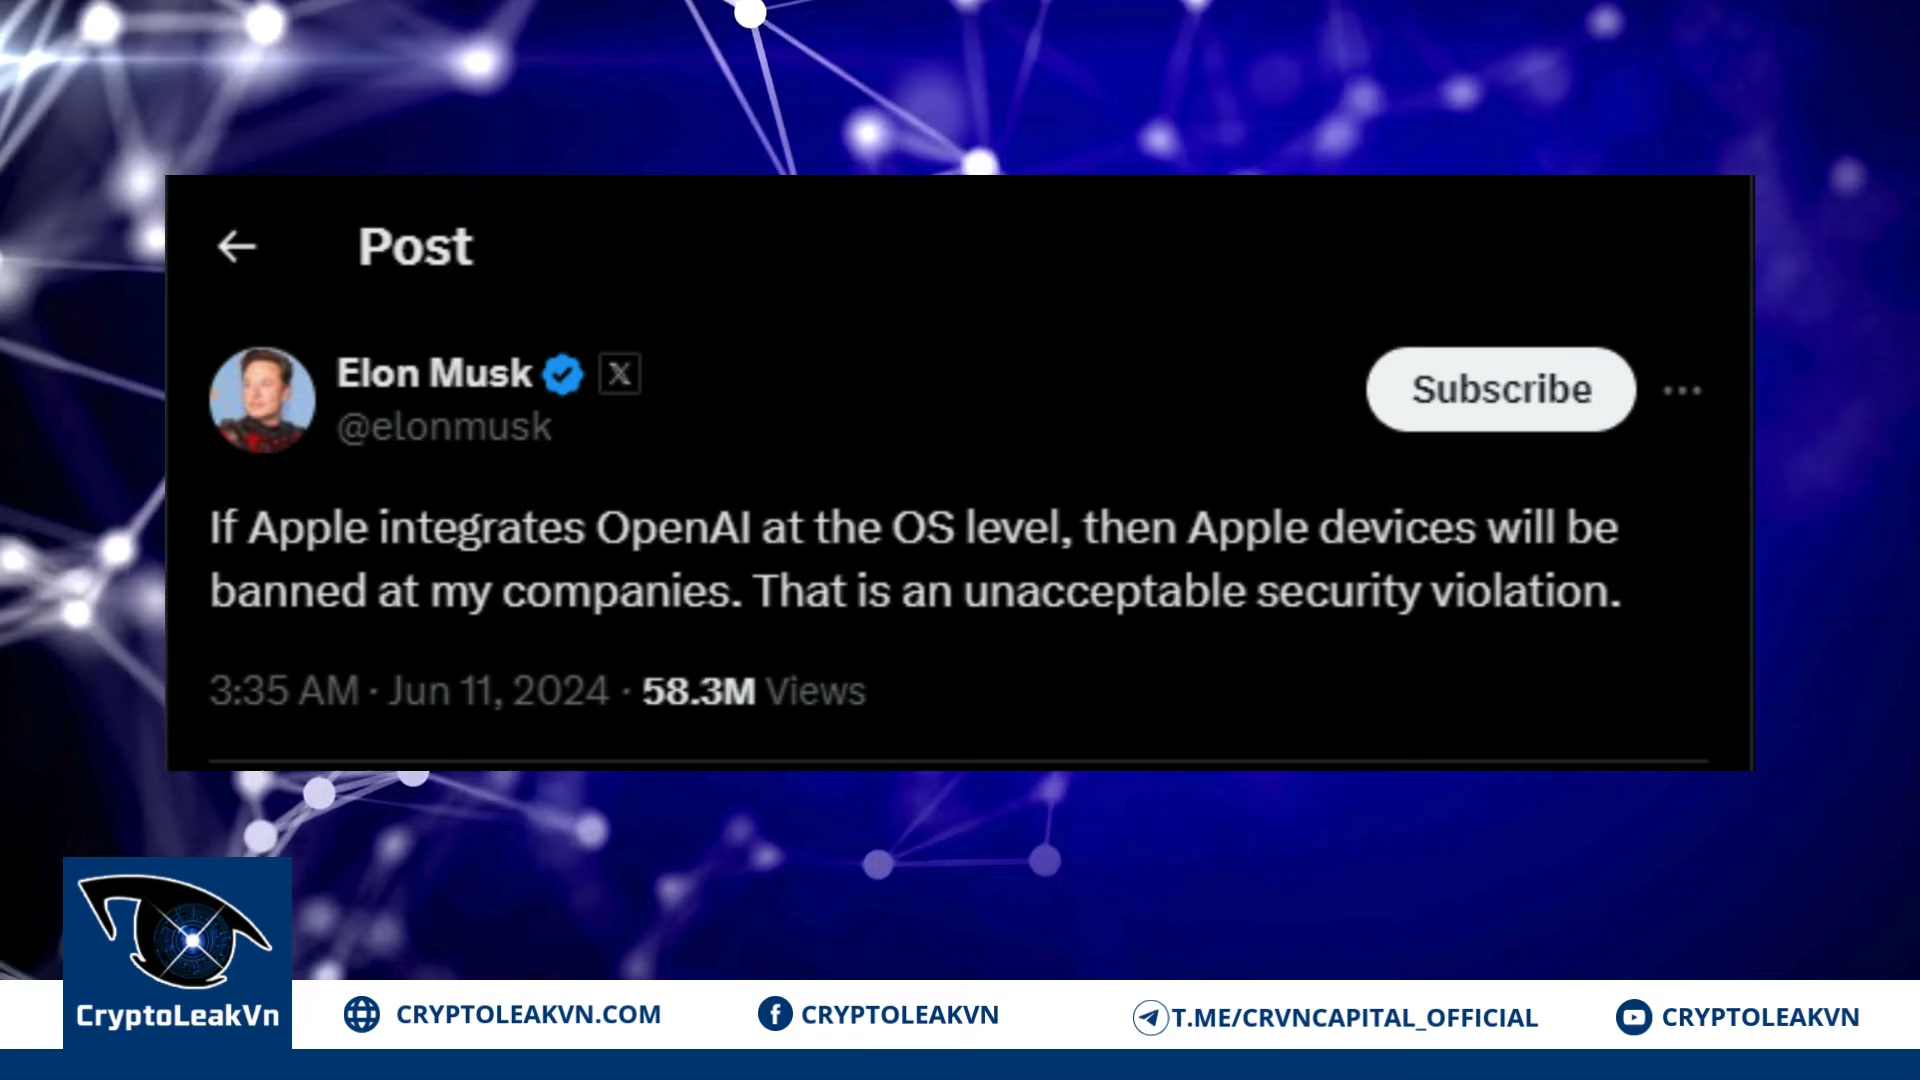 Post
Elon Musk
@elonmusk
Subscribe
If Apple integrates OpenAI at the OS level, then Apple devices will be
banned at my companies. That is an unacceptable security violation.
3:35 AM · Jun 11, 2024 · 58.3M Views
CryptoLeakVn
CRYPTOLEAKVN.COM
CRYPTOLEAKVN
T.ME/CRVNCAPITAL_OFFICIAL
CRYPTOLEAKVN